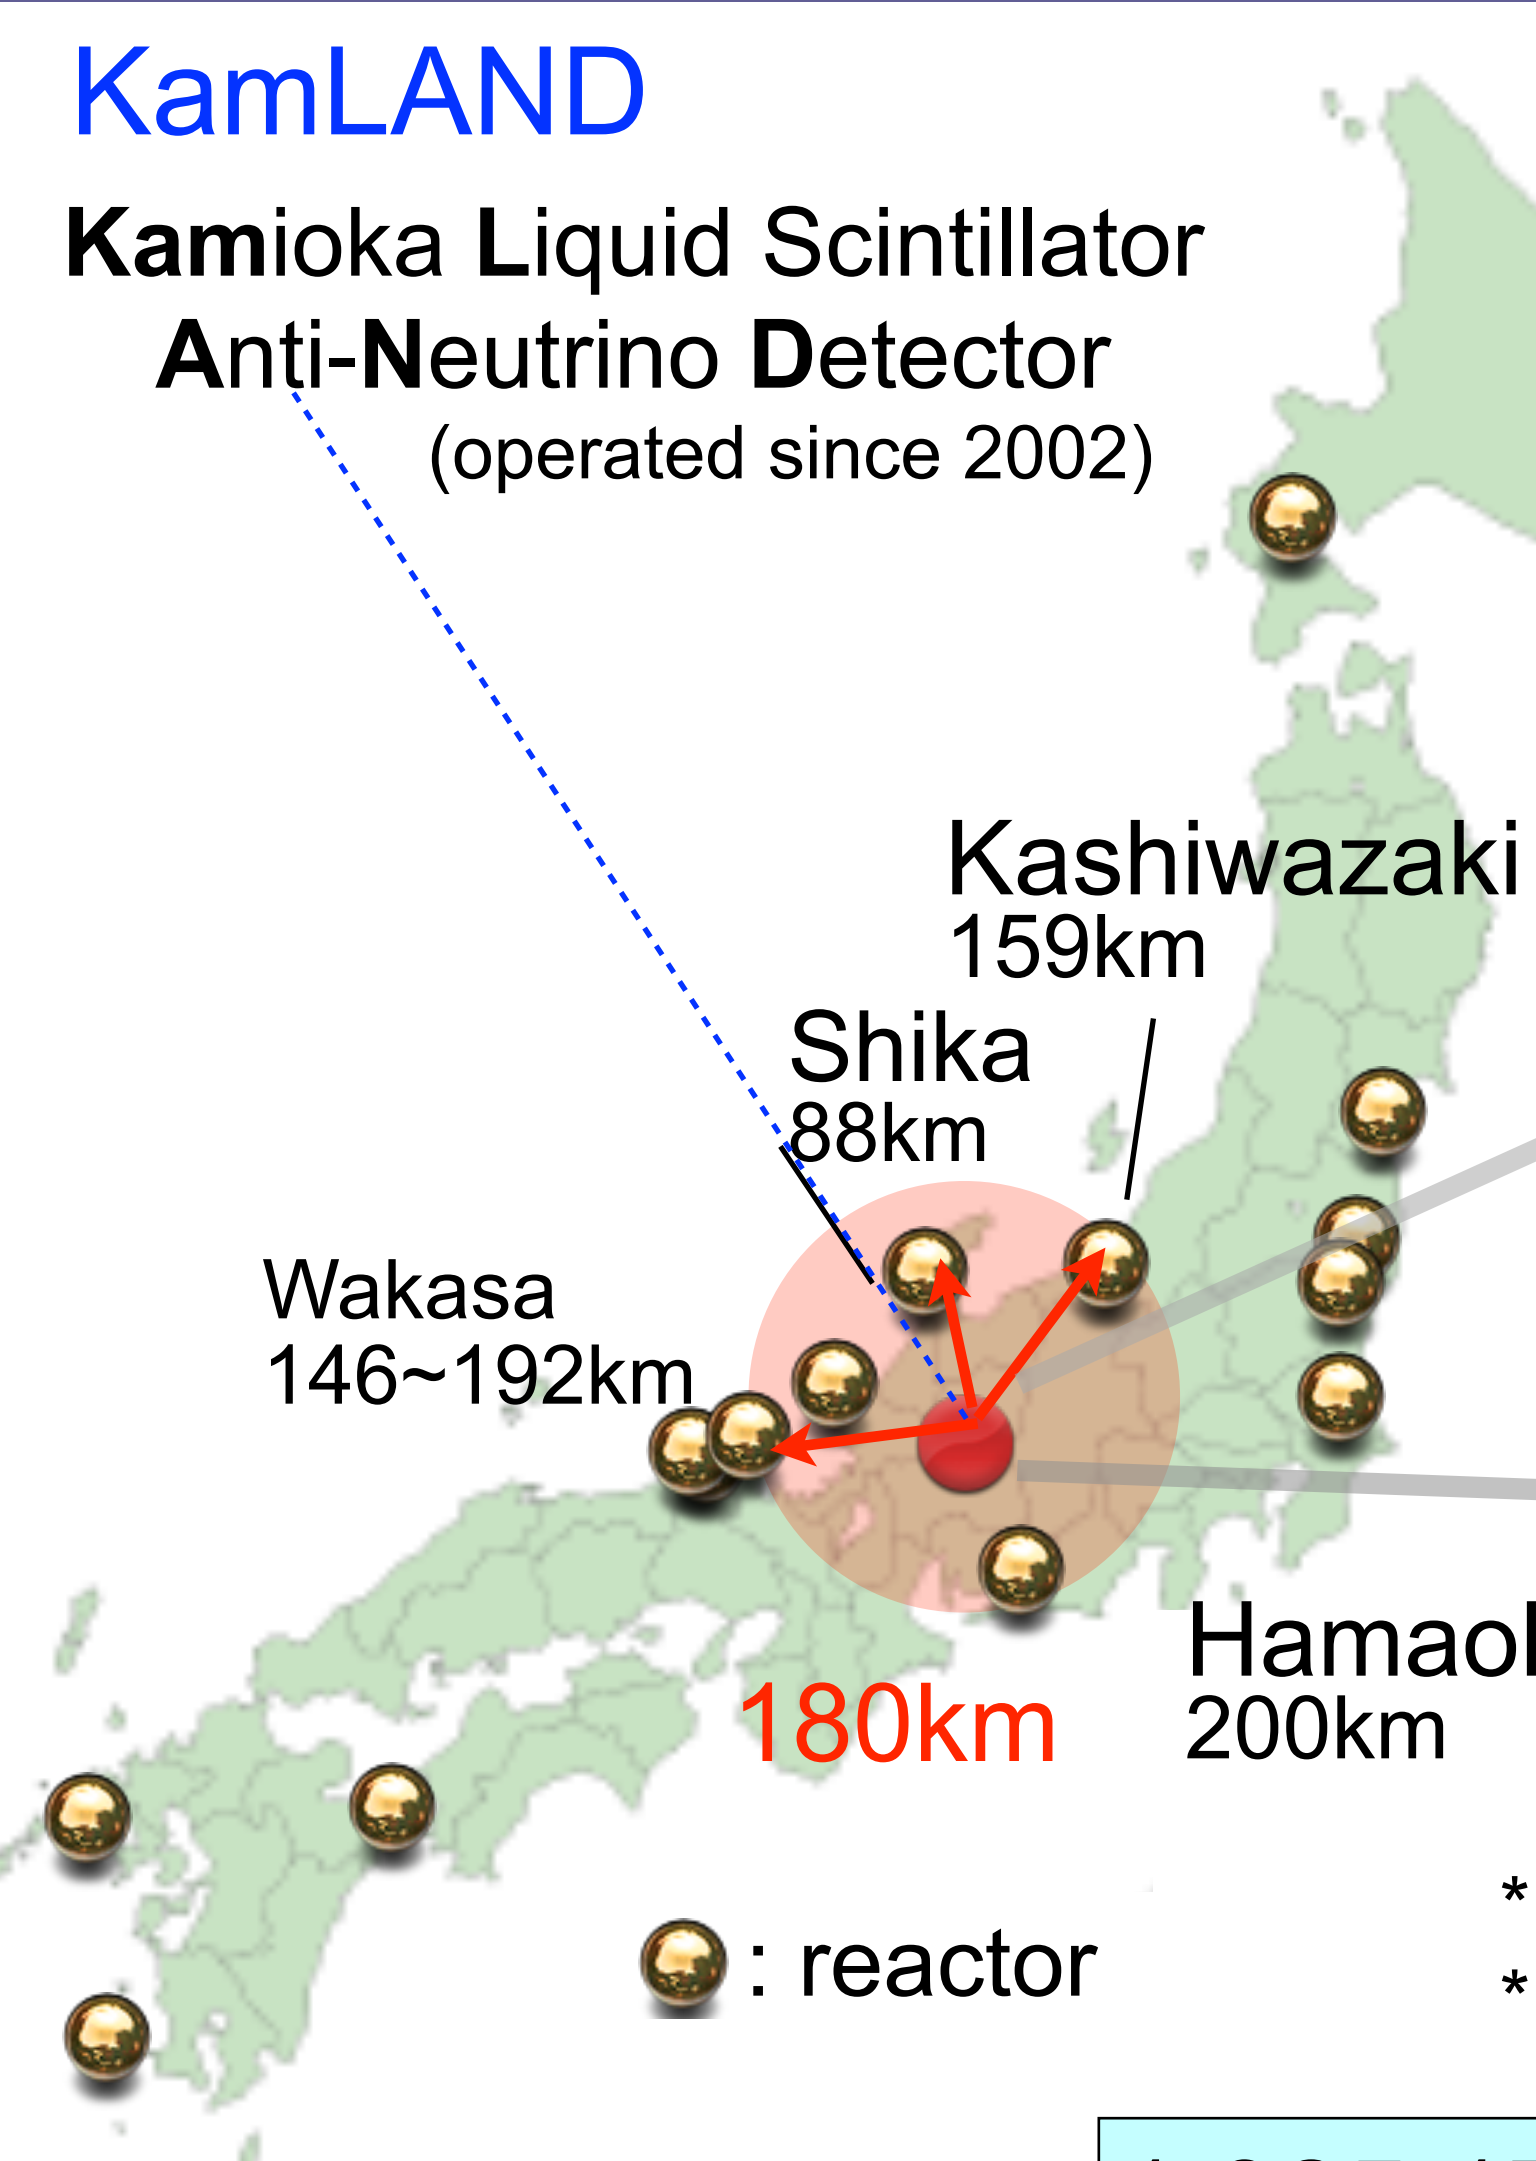 KamLAND
Kamioka Liquid Scintillator
Anti-Neutrino Detector
(operated since 2002)
Kashiwazaki
159km
Shika
88km
Wakasa
146~192km
180km
200km
: reactor
*
*